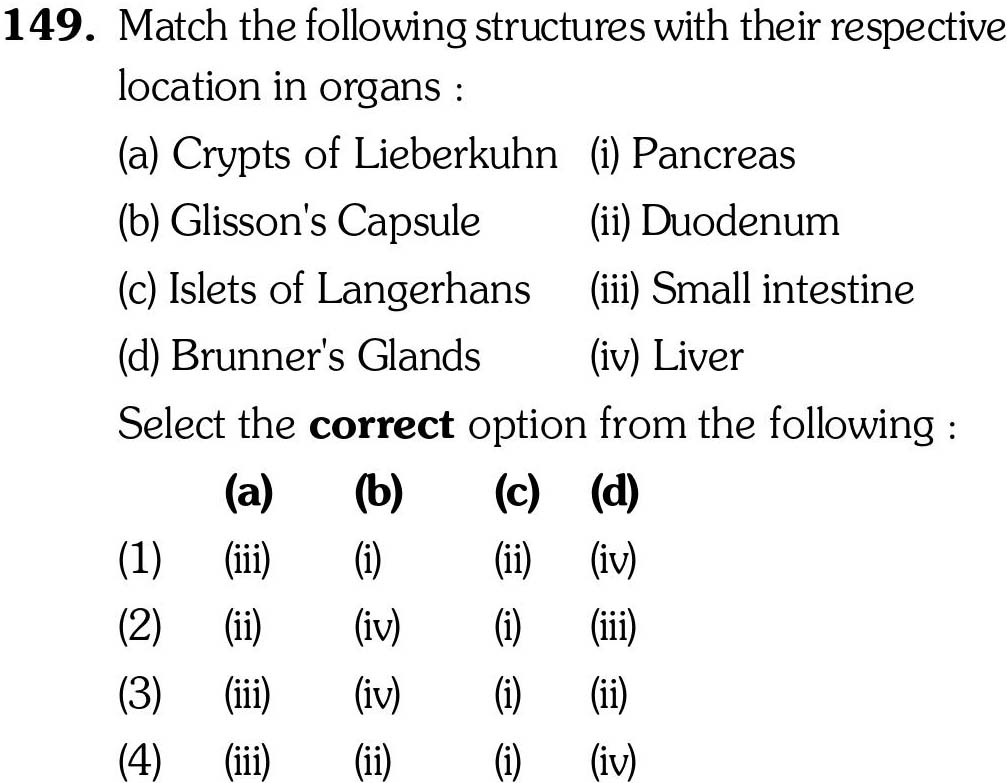 149. Match the following structures with their respective
location in organs :
(a) Crypts of Lieberkuhn (i) Pancreas
(b) Glisson's Capsule (ii) Duodenum
(c) Islets of Langerhans (iii) Small intestine
(d) Brunner's Glands (iv) Liver
Select the correct option from the following :
(a) (b) (c) (d)
(1) (iii) (i) (ii) (iv)
(2) (ii) (iv) (i) (iii)
(3) (iii) (iv) (i) (ii)
(4) (iii) (ii) (i) (iv)